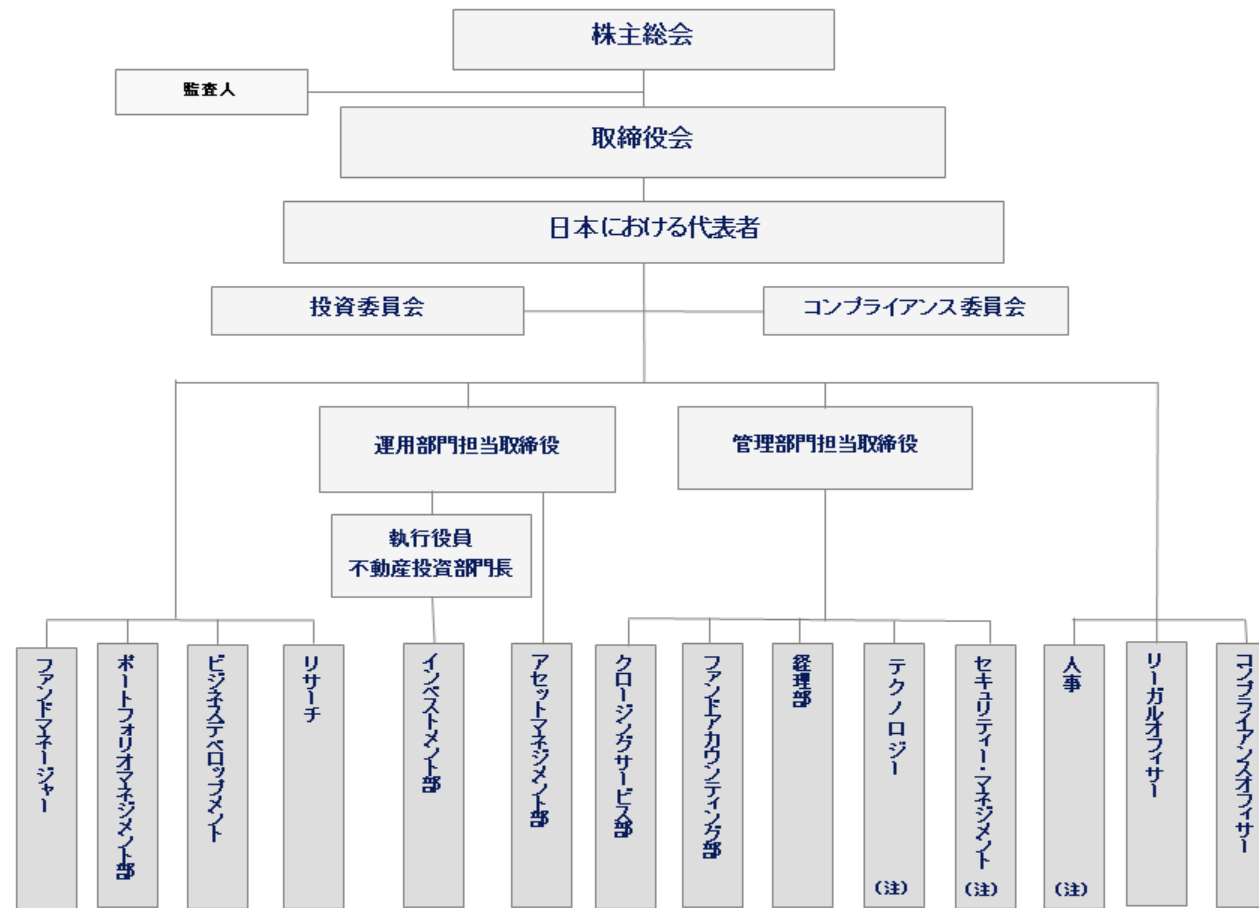 株主総会
監査人
取締役会
日本における代表者
投資委員会
コンプライアンス委員会
運用部門担当取締役
管理部門担当取締役
執行役員
不動産投資部門長
ファンドマネージャー
ポートフォリオマネジメント部
ビジネスデベロップメント
リサーチ
インベストメント部
アセットマネジメント部
クロージングサービス部
ファンドアカウンティング部
経理部
テクノロジー (注)
セキュリティー・マネジメント (注)
人事 (注)
リーガルオフィサー
コンプライアンスオフィサー